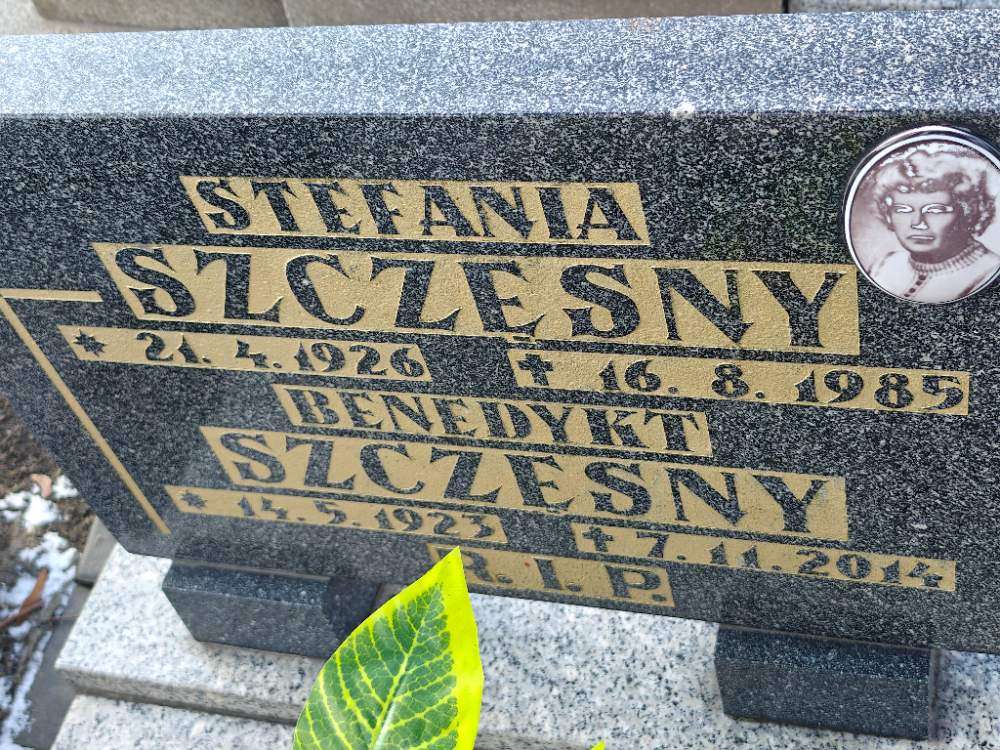 STEFANIA
SZCZĘSNY
* 21. 4. 1926 ✝ 16. 8. 1985
BENEDYKT
SZCZĘSNY
* 14. 5. 1923 ✝ 7. 11. 2014
R. I. P.